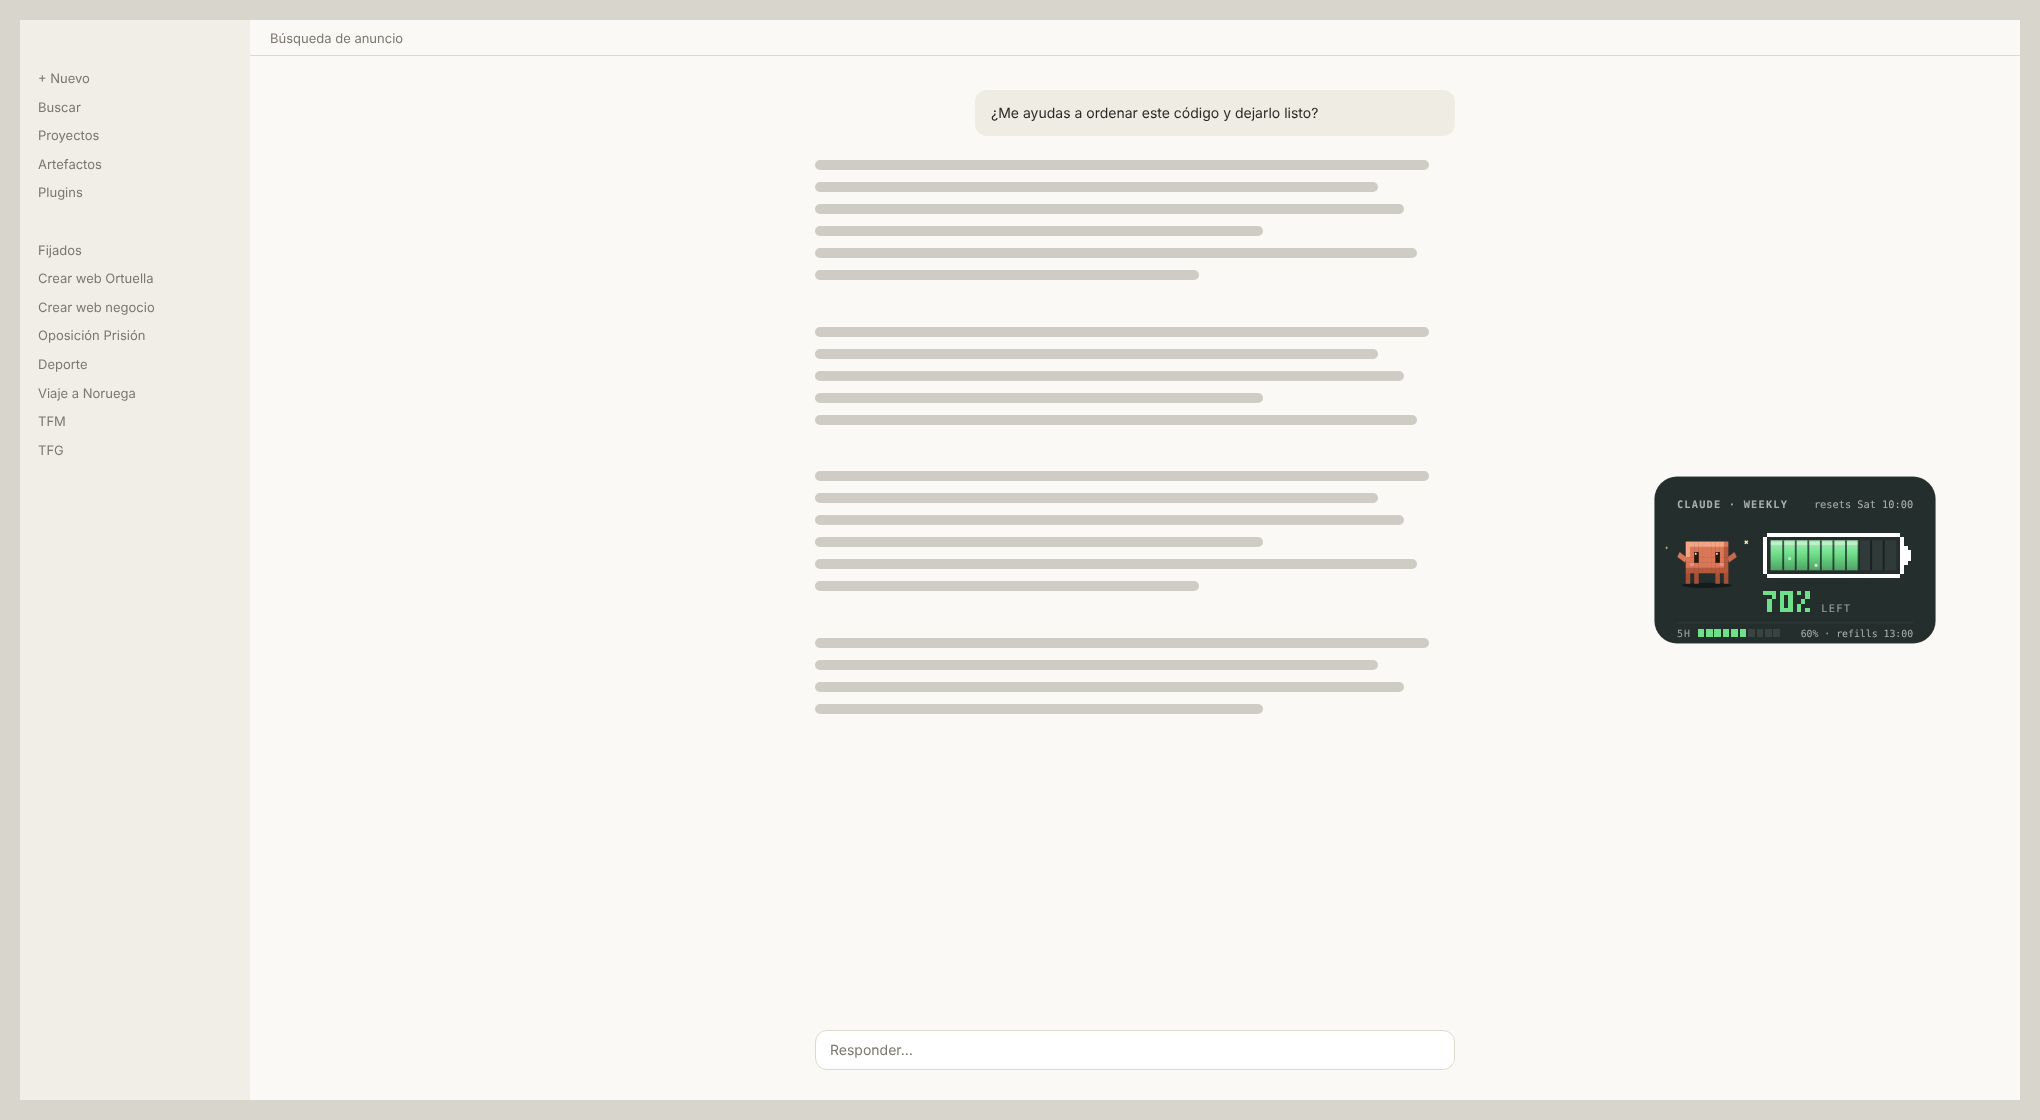 Búsqueda de anuncio
+ Nuevo
Buscar
Proyectos
Artefactos
Plugins
Fijados
Crear web Ortuella
Crear web negocio
Oposición Prisión
Deporte
Viaje a Noruega
TFM
TFG
¿Me ayudas a ordenar este código y dejarlo listo?
CLAUDE · WEEKLY resets Sat 10:00
70% LEFT
5H 60% · refills 13:00
Responder...